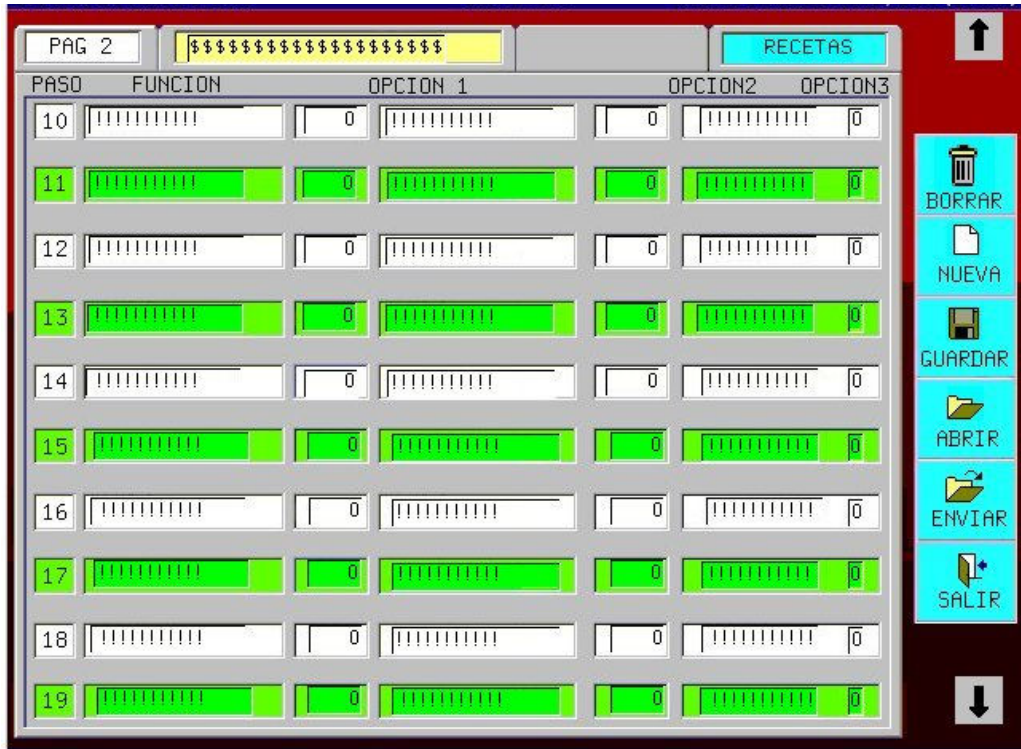 PAG 2 $$$$$$$$$$$$$$$$$$$$ RECETAS
PASO FUNCION OPCION 1 OPCION2 OPCION3
10 !!!!!!!!!!! 0 !!!!!!!!!!! 0 !!!!!!!!!!! 0
11 !!!!!!!!!!! 0 !!!!!!!!!!! 0 !!!!!!!!!!! 0
12 !!!!!!!!!!! 0 !!!!!!!!!!! 0 !!!!!!!!!!! 0
13 !!!!!!!!!!! 0 !!!!!!!!!!! 0 !!!!!!!!!!! 0
14 !!!!!!!!!!! 0 !!!!!!!!!!! 0 !!!!!!!!!!! 0
15 !!!!!!!!!!! 0 !!!!!!!!!!! 0 !!!!!!!!!!! 0
16 !!!!!!!!!!! 0 !!!!!!!!!!! 0 !!!!!!!!!!! 0
17 !!!!!!!!!!! 0 !!!!!!!!!!! 0 !!!!!!!!!!! 0
18 !!!!!!!!!!! 0 !!!!!!!!!!! 0 !!!!!!!!!!! 0
19 !!!!!!!!!!! 0 !!!!!!!!!!! 0 !!!!!!!!!!! 0
BORRAR
NUEVA
GUARDAR
ABRIR
ENVIAR
SALIR